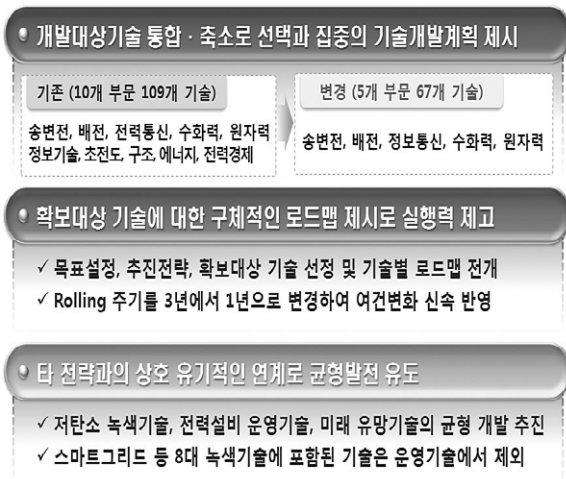 개발대상기술 통합 · 축소로 선택과 집중의 기술개발계획 제시
기존 (10개 부문 109개 기술)
송변전, 배전, 전력통신, 수화력, 원자력
정보기술, 초전도, 구조, 에너지, 전력경제
변경 (5개 부문 67개 기술)
송변전, 배전, 정보통신, 수화력, 원자력
확보대상 기술에 대한 구체적인 로드맵 제시로 실행력 제고
✓ 목표설정, 추진전략, 확보대상 기술 선정 및 기술별 로드맵 전개
✓ Rolling 주기를 3년에서 1년으로 변경하여 여건변화 신속 반영
타 전략과의 상호 유기적인 연계로 균형발전 유도
✓ 저탄소 녹색기술, 전력설비 운영기술, 미래 유망기술의 균형 개발 추진
✓ 스마트그리드 등 8대 녹색기술에 포함된 기술은 운영기술에서 제외